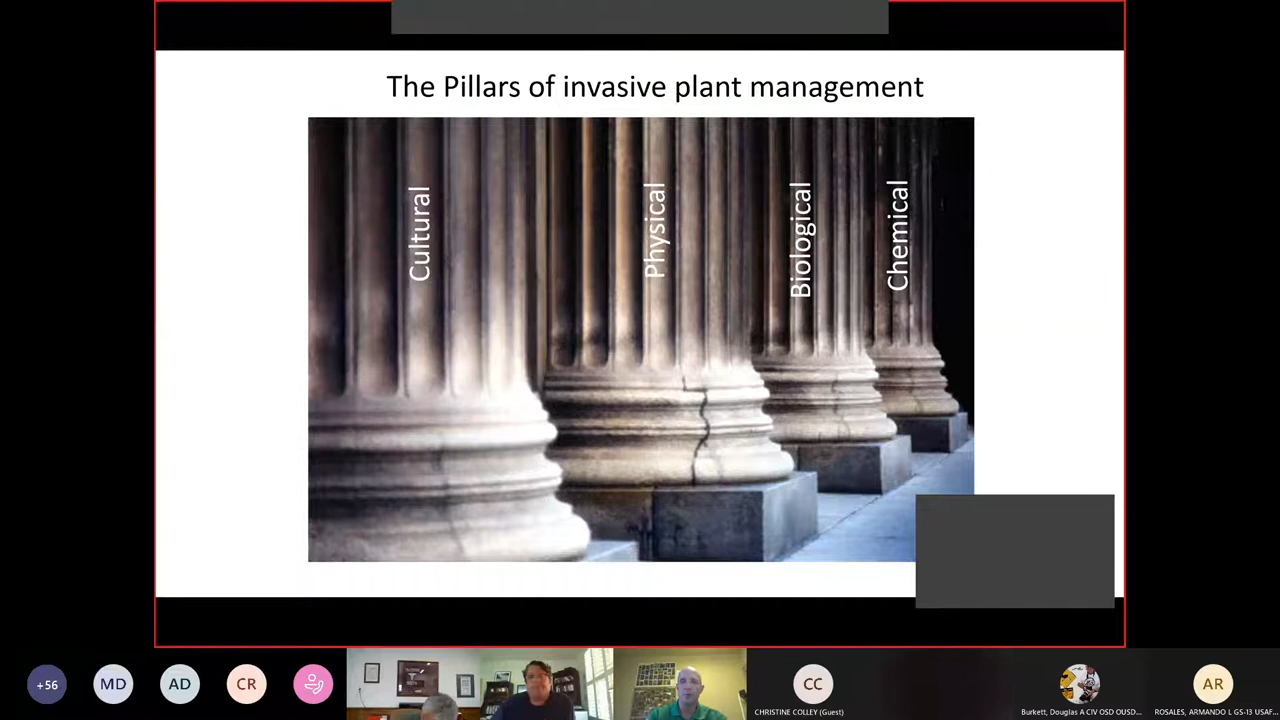 The Pillars of invasive plant management
Cultural
Physical
Biological
Chemical
+56
MD
AD
CR
CC
AR
CHRISTINE COLLEY (Guest)
Burkett, Douglas A CIV OSD OUSD...
ROSALES, ARMANDO L GS-13 USAF...